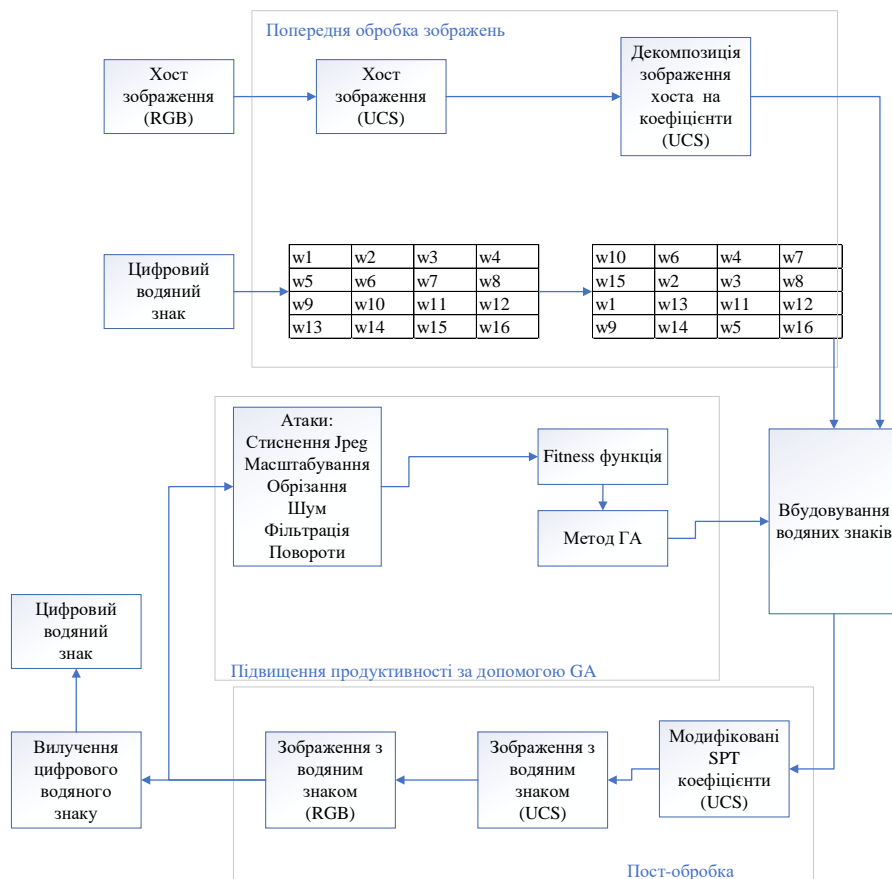 Попередня обробка зображень
Хост
зображення
(RGB)
Хост
зображення
(UCS)
Декомпозиція
зображення
хоста на
коефіцієнти
(UCS)
Цифровий
водяний
знак
w1 w2 w3 w4
w5 w6 w7 w8
w9 w10 w11 w12
w13 w14 w15 w16
w10 w6 w4 w7
w15 w2 w3 w8
w1 w13 w11 w12
w9 w14 w5 w16
Атаки:
Стиснення Jpeg
Масштабування
Обрізання
Шум
Фільтрація
Повороти
Fitness функція
Метод ГА
Вбудовування
водяних знаків
Підвищення продуктивності за допомогою GA
Цифровий
водяний
знак
Вилучення
цифрового
водяного
знаку
Зображення з
водяним
знаком
(RGB)
Зображення з
водяним
знаком
(UCS)
Модифіковані
SPT
коефіцієнти
(UCS)
Пост-обробка